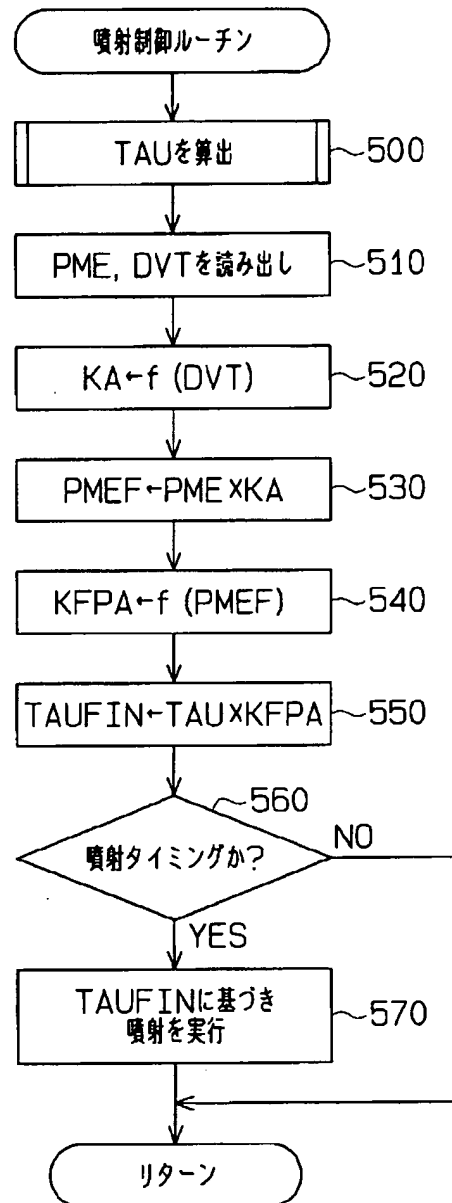 噴射制御ルーチン
TAUを算出
500
PME, DVTを読み出し
510
KA←f (DVT)
520
PMEF←PME×KA
530
KFPA←f (PMEF)
540
TAUFIN←TAU×KFPA
550
560
噴射タイミングか?
NO
YES
TAUFINに基づき
噴射を実行
570
リターン